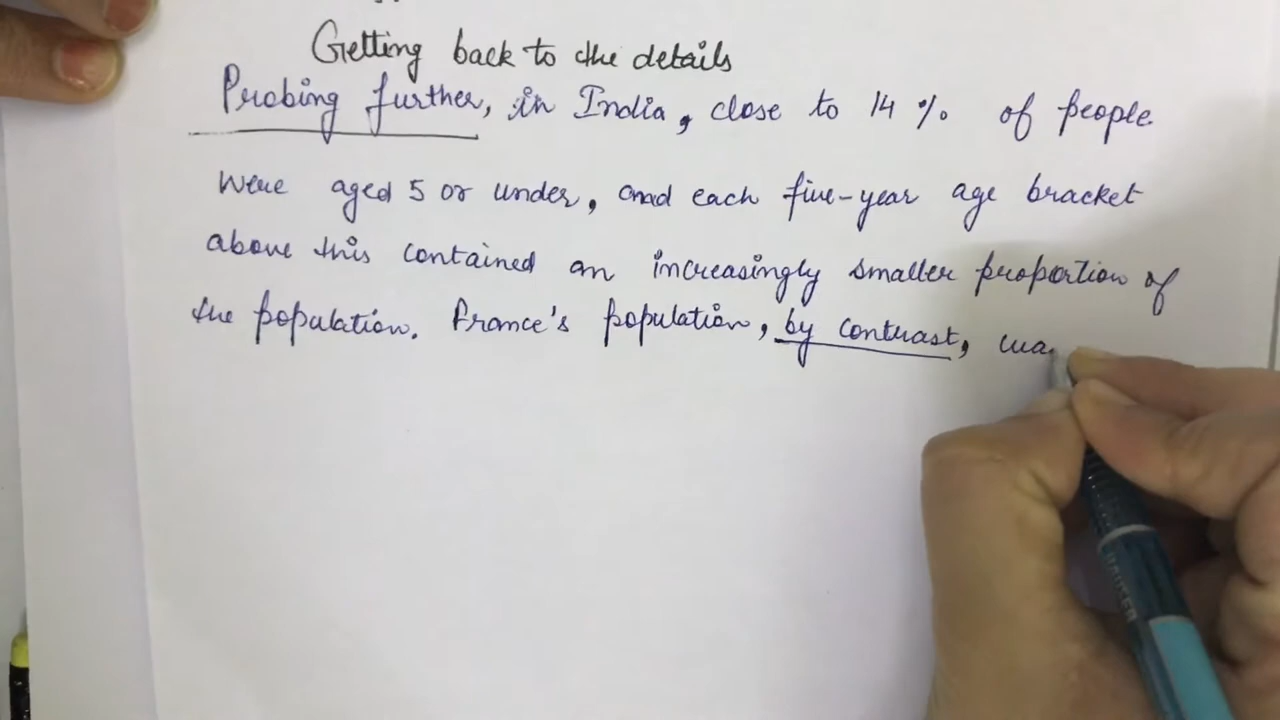 Getting back to the details
Probing further, in India, close to 14% of people
were aged 5 or under, and each five-year age bracket
above this contained an increasingly smaller proportion of
the population. France's population, by contrast, wa